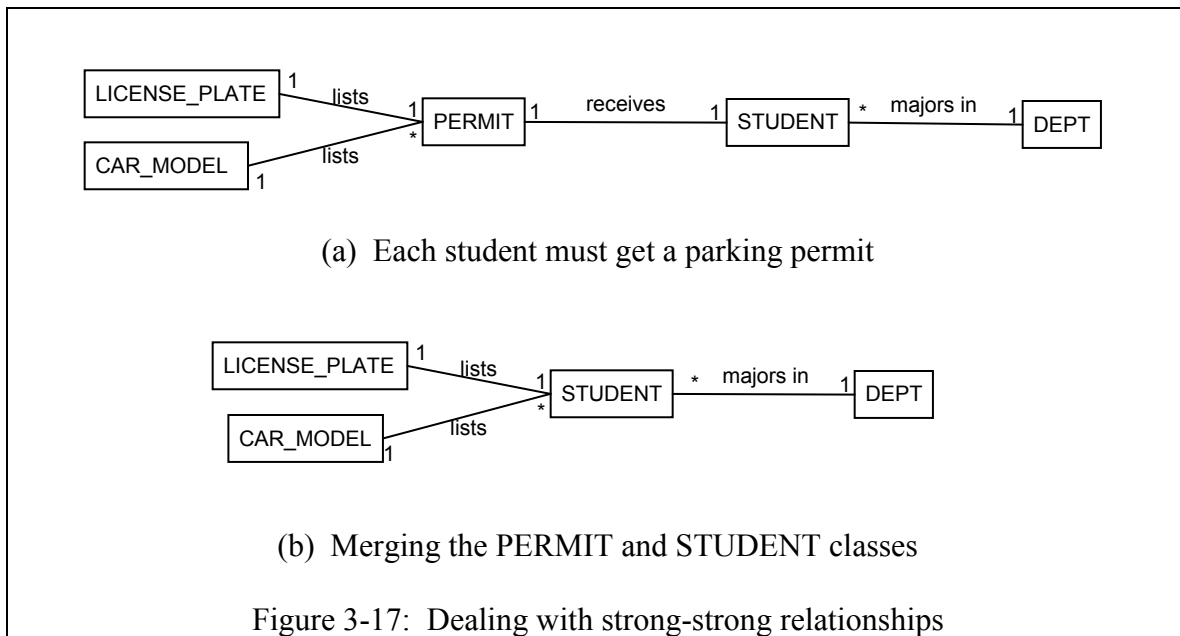 LICENSE_PLATE 1 lists 1 PERMIT 1 receives 1 STUDENT * majors in 1 DEPT
CAR_MODEL 1 lists *
(a) Each student must get a parking permit
LICENSE_PLATE 1 lists 1 STUDENT * majors in 1 DEPT
CAR_MODEL 1 lists *
(b) Merging the PERMIT and STUDENT classes
Figure 3-17: Dealing with strong-strong relationships